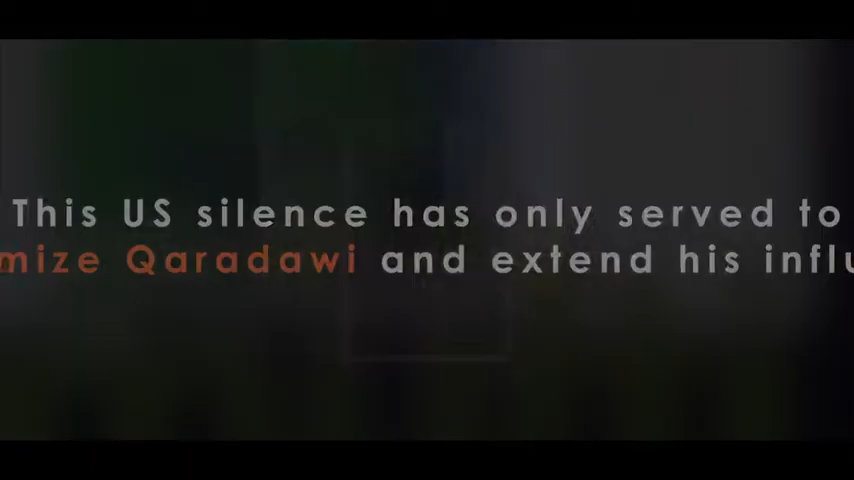 This US silence has only served to
mize Qaradawi and extend his influ